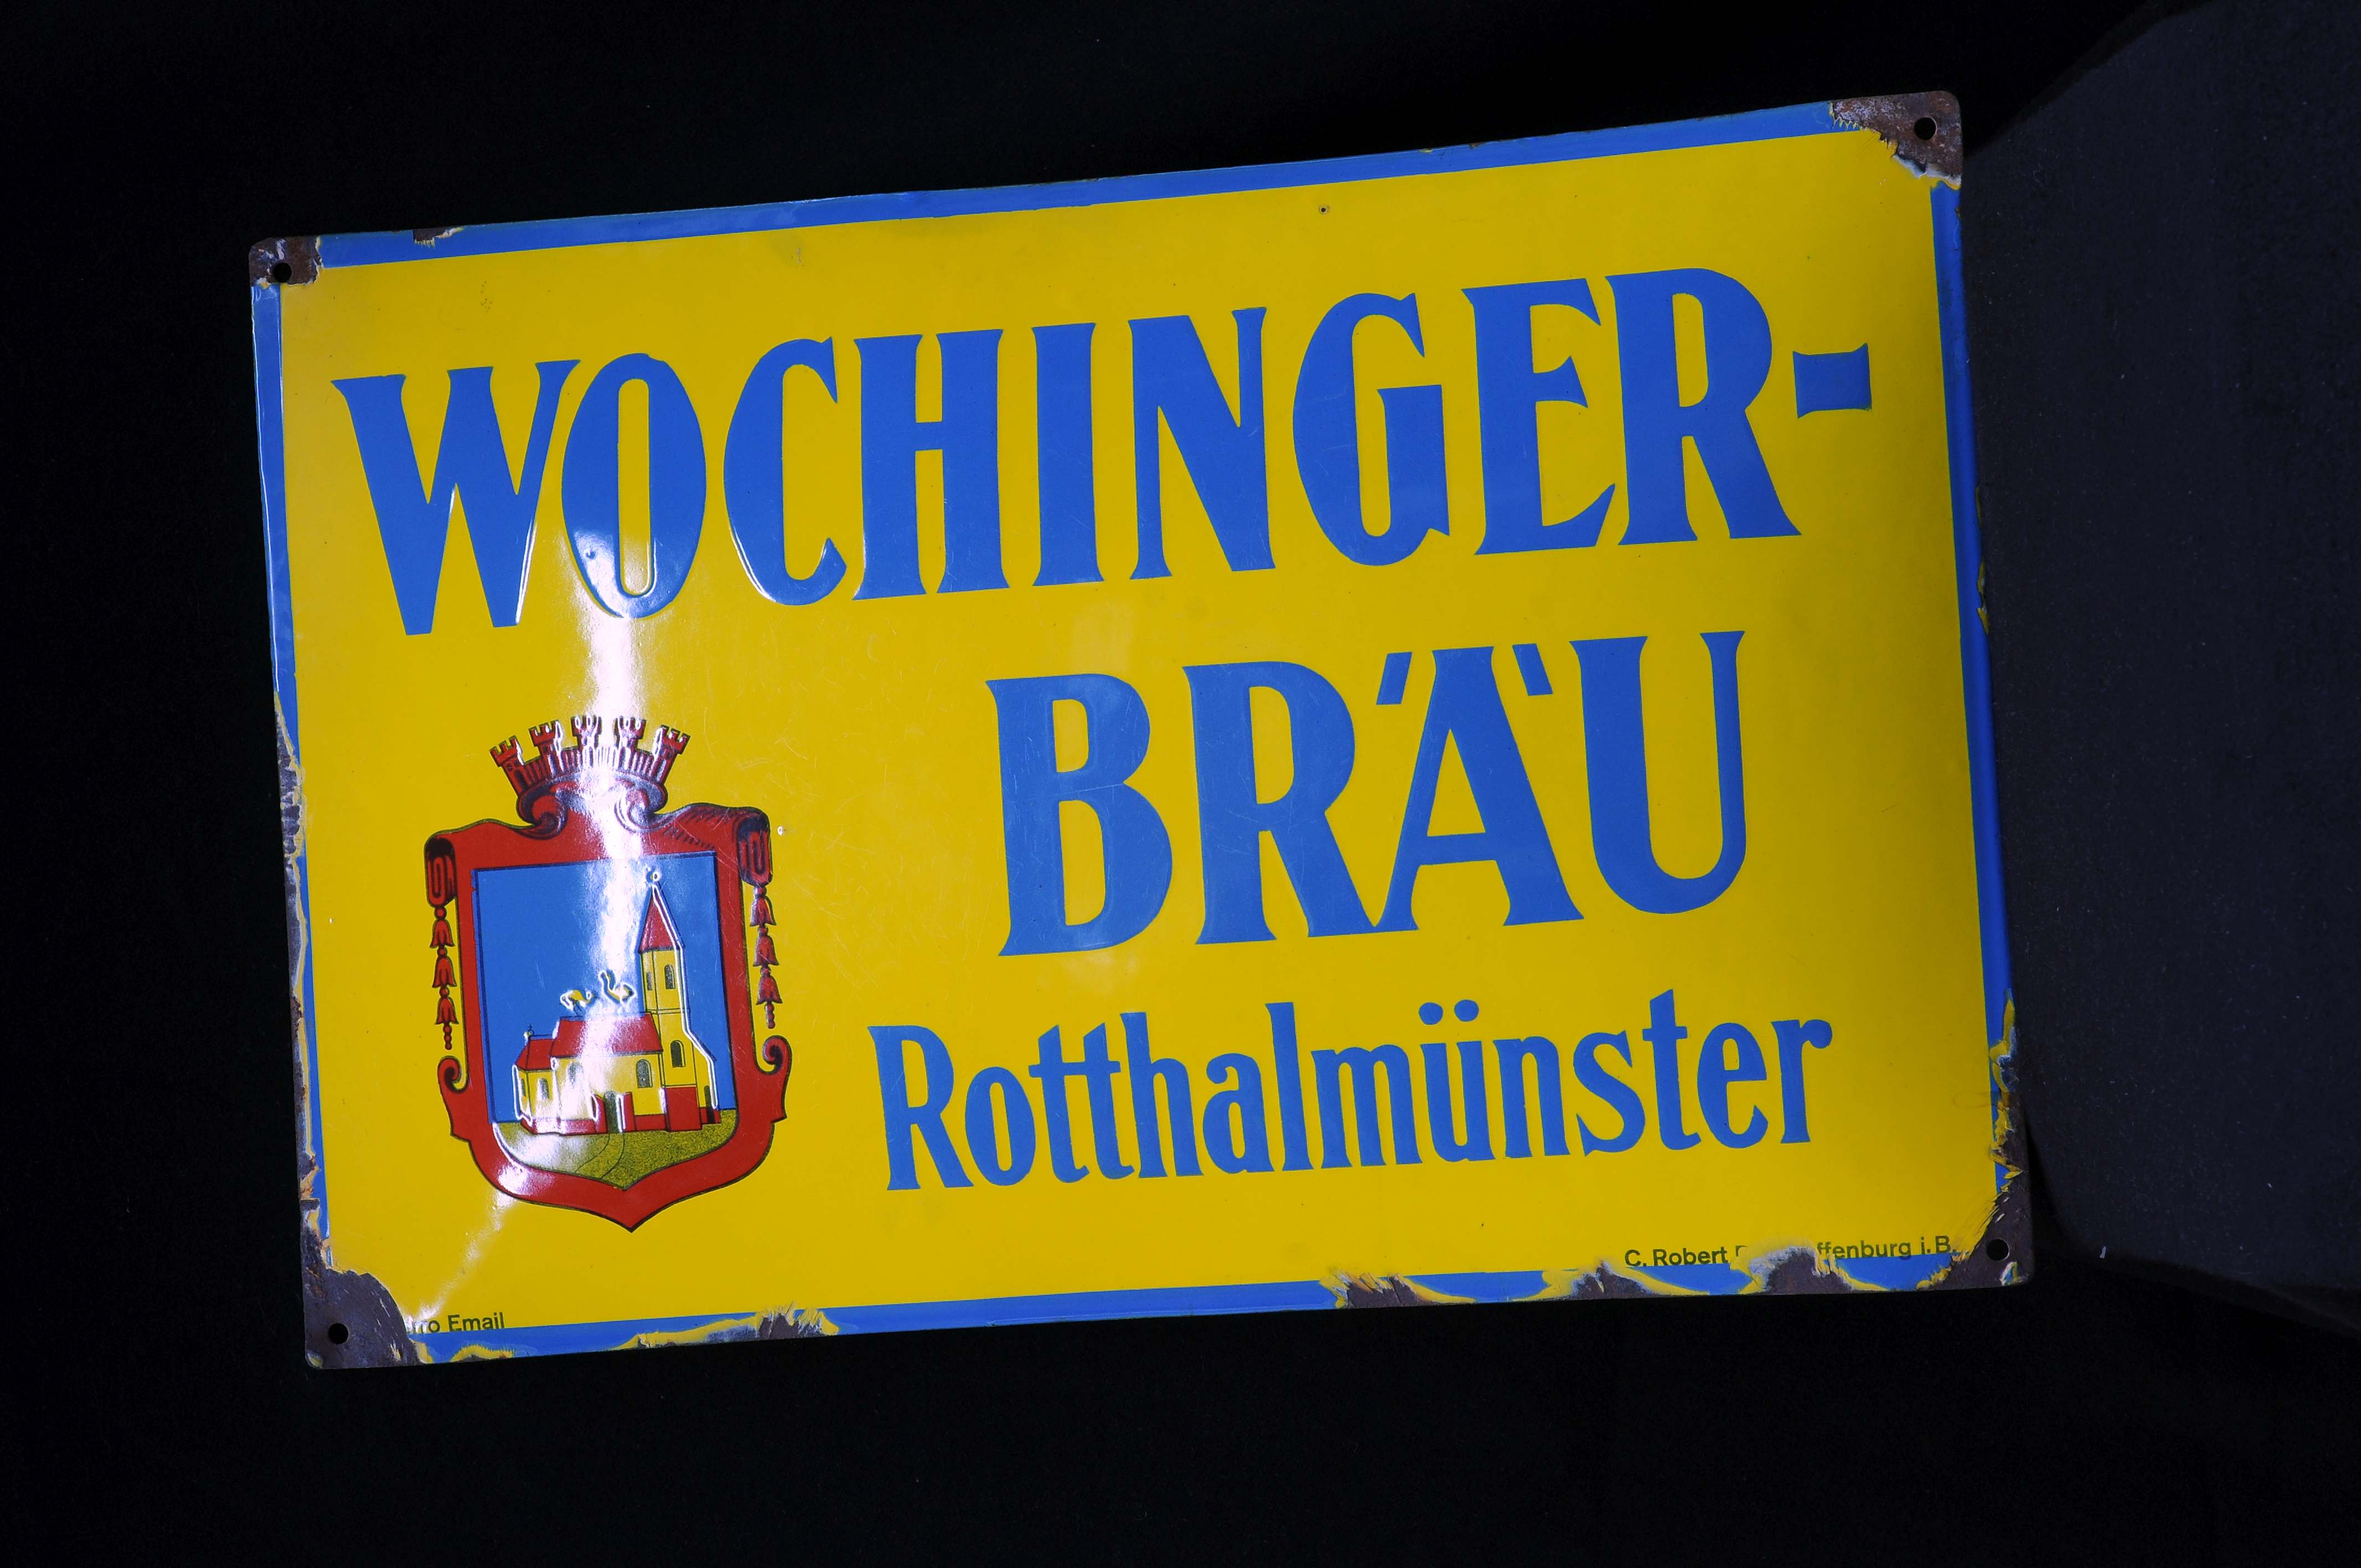 WOCHINGER-
BRÄU
Rotthalmünster
C. Robert i.B.
Email